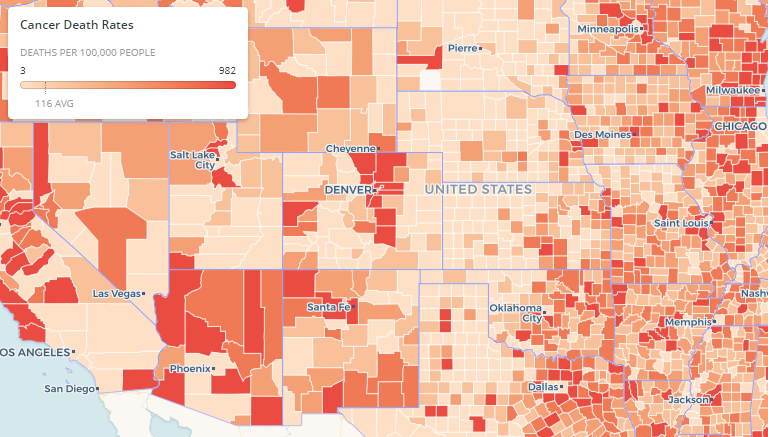 Cancer Death Rates
DEATHS PER 100,000 PEOPLE
3 982
116 AVG
Pierre
Minneapolis
Milwaukee
CHICAGO
Des Moines
Cheyenne
Salt Lake
City
DENVER
UNITED STATES
Saint Louis
Las Vegas
Nashv
Santa Fe
Oklahoma
City
Memphis
OS ANGELES
Phoenix
San Diego
Dallas
Jackson